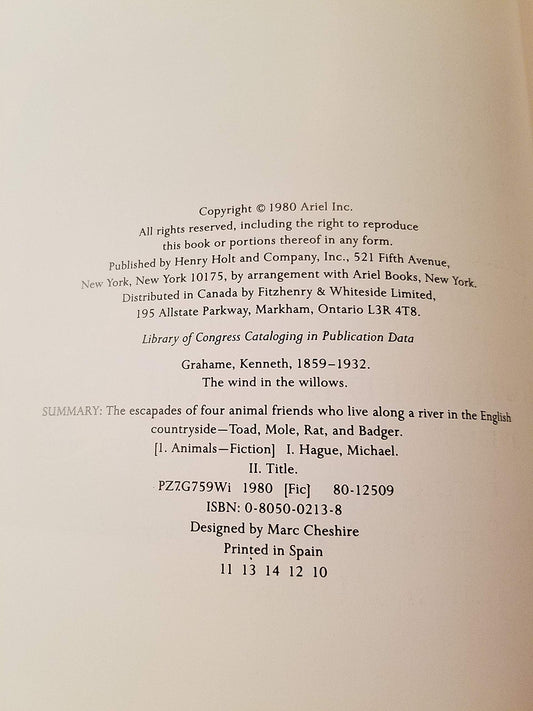 Copyright © 1980 Ariel Inc.
All rights reserved, including the right to reproduce
this book or portions thereof in any form.
Published by Henry Holt and Company, Inc., 521 Fifth Avenue,
New York, New York 10175, by arrangement with Ariel Books, New York.
Distributed in Canada by Fitzhenry & Whiteside Limited,
195 Allstate Parkway, Markham, Ontario L3R 4T8.
Library of Congress Cataloging in Publication Data
Grahame, Kenneth, 1859–1932.
The wind in the willows.
SUMMARY: The escapades of four animal friends who live along a river in the English
countryside—Toad, Mole, Rat, and Badger.
[1. Animals—Fiction] I. Hague, Michael.
II. Title.
PZ7.G759Wi 1980 [Fic] 80-12509
ISBN: 0-8050-0213-8
Designed by Marc Cheshire
Printed in Spain
11 13 14 12 10